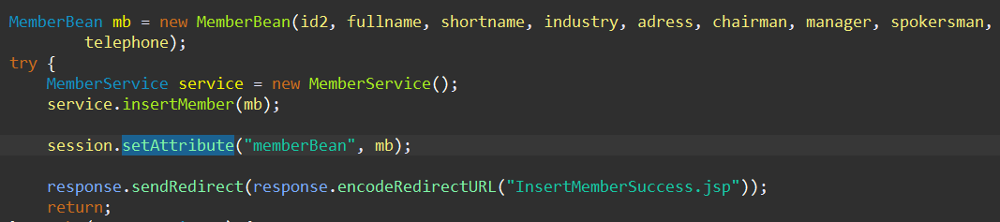 MemberBean mb = new MemberBean(id2, fullname, shortname, industry, adress, chairman, manager, spokersman,
telephone);
try {
MemberService service = new MemberService();
service.insertMember(mb);
session.setAttribute("memberBean", mb);
response.sendRedirect(response.encodeRedirectURL("InsertMemberSuccess.jsp"));
return;